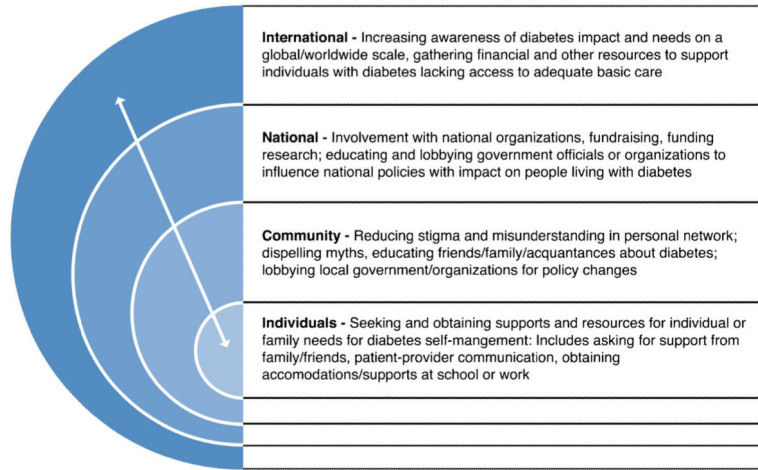 International - Increasing awareness of diabetes impact and needs on a
global/worldwide scale, gathering financial and other resources to support
individuals with diabetes lacking access to adequate basic care
National - Involvement with national organizations, fundraising, funding
research; educating and lobbying government officials or organizations to
influence national policies with impact on people living with diabetes
Community - Reducing stigma and misunderstanding in personal network;
dispelling myths, educating friends/family/acquantances about diabetes;
lobbying local government/organizations for policy changes
Individuals - Seeking and obtaining supports and resources for individual or
family needs for diabetes self-mangement: Includes asking for support from
family/friends, patient-provider communication, obtaining
accomodations/supports at school or work